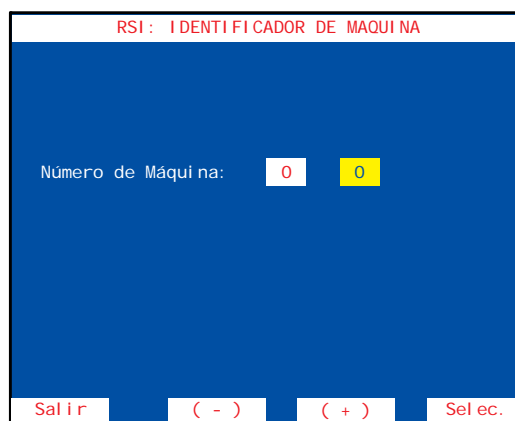 RSI: IDENTIFICADOR DE MAQUINA
Número de Máquina: 0 0
Salir ( - ) ( + ) Selec.